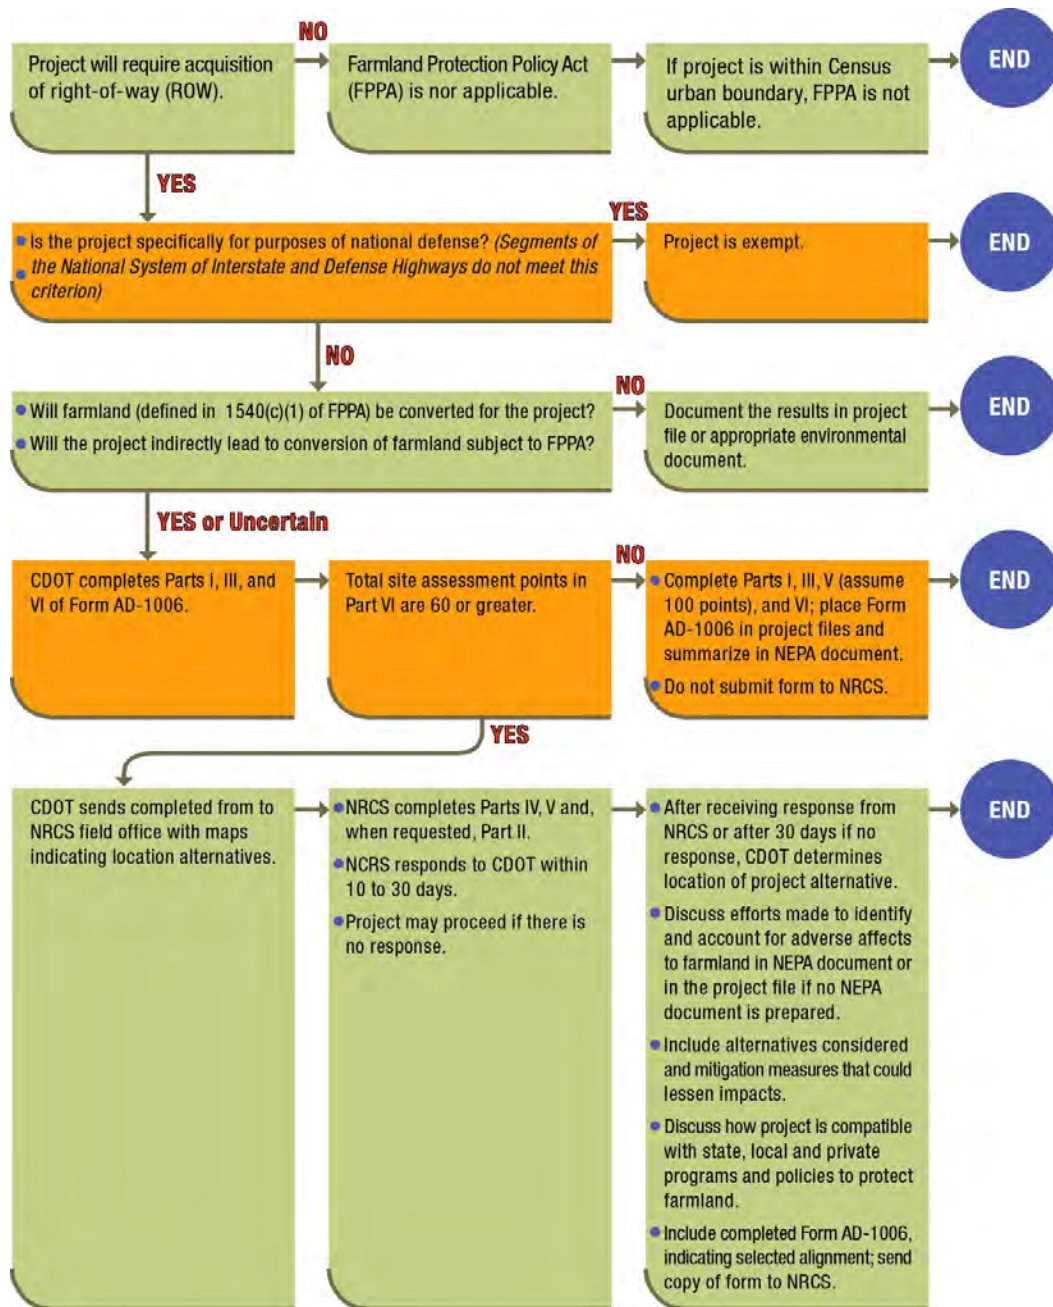 NO
Project will require acquisition
of right-of-way (ROW).
Farmland Protection Policy Act
(FPPA) is nor applicable.
If project is within Census
urban boundary, FPPA is not
applicable.
END
YES
Is the project specifically for purposes of national defense? (Segments of
the National System of Interstate and Defense Highways do not meet this
criterion)
YES
Project is exempt.
END
NO
Will farmland (defined in 1540(c)(1) of FPPA) be converted for the project?
Will the project indirectly lead to conversion of farmland subject to FPPA?
NO
Document the results in project
file or appropriate environmental
document.
END
YES or Uncertain
CDOT completes Parts I, III, and
VI of Form AD-1006.
Total site assessment points in
Part VI are 60 or greater.
NO
Complete Parts I, III, V (assume
100 points), and VI; place Form
AD-1006 in project files and
summarize in NEPA document.
Do not submit form to NRCS.
END
YES
CDOT sends completed from to
NRCS field office with maps
indicating location alternatives.
NRCS completes Parts IV, V and,
when requested, Part II.
NCRS responds to CDOT within
10 to 30 days.
Project may proceed if there is
no response.
After receiving response from
NRCS or after 30 days if no
response, CDOT determines
location of project alternative.
Discuss efforts made to identify
and account for adverse affects
to farmland in NEPA document or
in the project file if no NEPA
document is prepared.
Include alternatives considered
and mitigation measures that could
lessen impacts.
Discuss how project is compatible
with state, local and private
programs and policies to protect
farmland.
Include completed Form AD-1006,
indicating selected alignment; send
copy of form to NRCS.
END